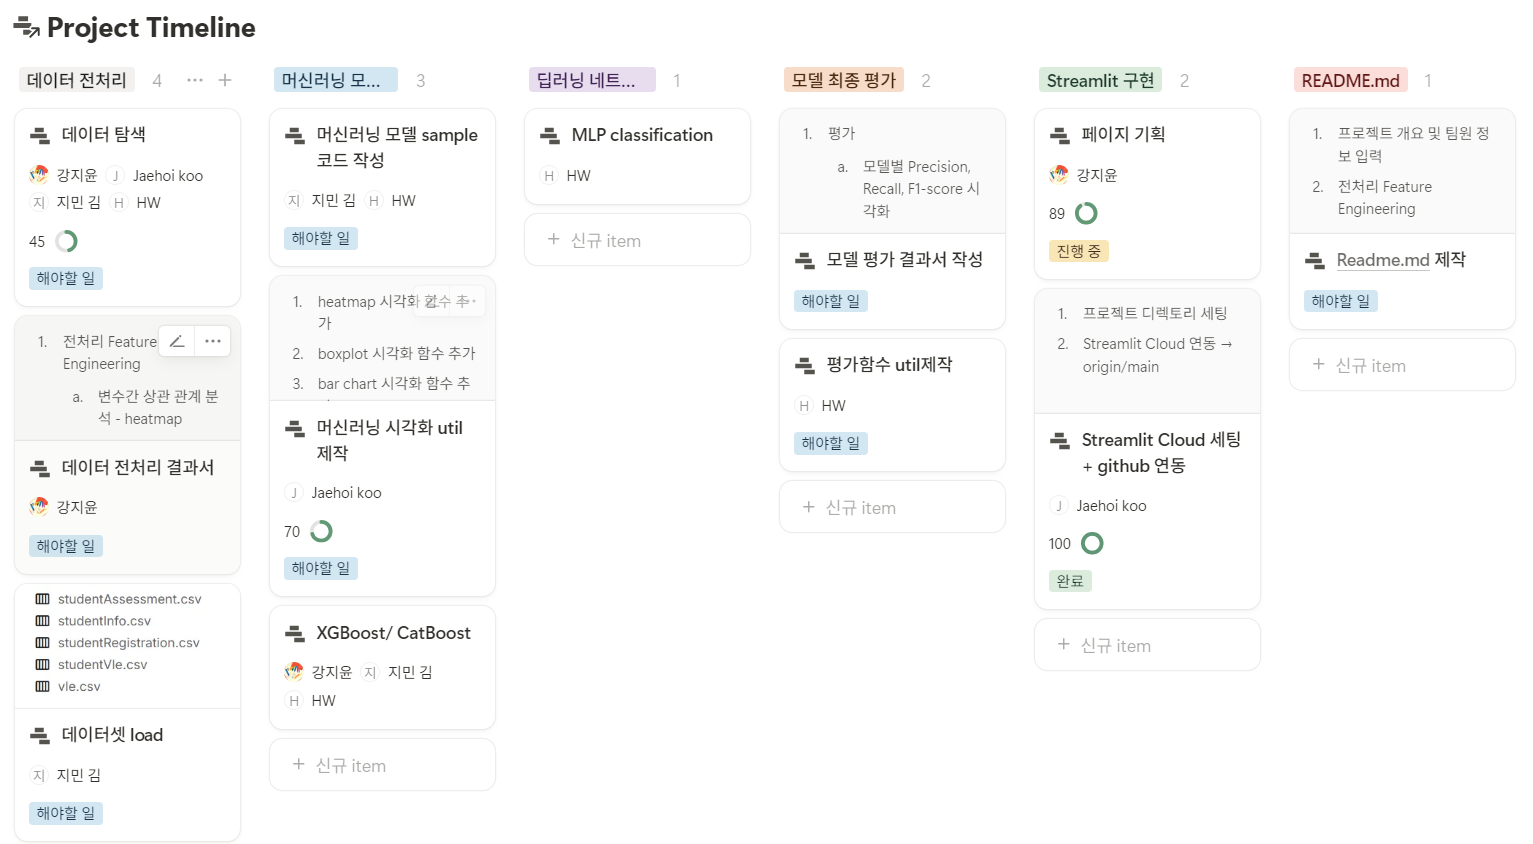 Project Timeline
데이터 전처리 4
데이터 탐색
강지윤 J Jaehoi koo
지 지민 김 H HW
45
해야할 일
1. 전처리 Feature
Engineering
a. 변수간 상관 관계 분
석 - heatmap
데이터 전처리 결과서
강지윤
해야할 일
studentAssessment.csv
studentInfo.csv
studentRegistration.csv
studentVle.csv
vle.csv
데이터셋 load
지 지민 김
해야할 일
머신러닝 모... 3
머신러닝 모델 sample
코드 작성
지 지민 김 H HW
해야할 일
1. heatmap 시각화 함수 추
가
2. boxplot 시각화 함수 추가
3. bar chart 시각화 함수 추
머신러닝 시각화 util
제작
J Jaehoi koo
70
해야할 일
XGBoost/ CatBoost
강지윤 지 지민 김
H HW
+ 신규 item
딥러닝 네트... 1
MLP classification
H HW
+ 신규 item
모델 최종 평가 2
1. 평가
a. 모델별 Precision,
Recall, F1-score 시
각화
모델 평가 결과서 작성
해야할 일
평가함수 util제작
H HW
해야할 일
+ 신규 item
Streamlit 구현 2
페이지 기획
강지윤
89
진행 중
1. 프로젝트 디렉토리 세팅
2. Streamlit Cloud 연동 →
origin/main
Streamlit Cloud 세팅
+ github 연동
J Jaehoi koo
100
완료
+ 신규 item
README.md 1
1. 프로젝트 개요 및 팀원 정
보 입력
2. 전처리 Feature
Engineering
Readme.md 제작
해야할 일
+ 신규 item